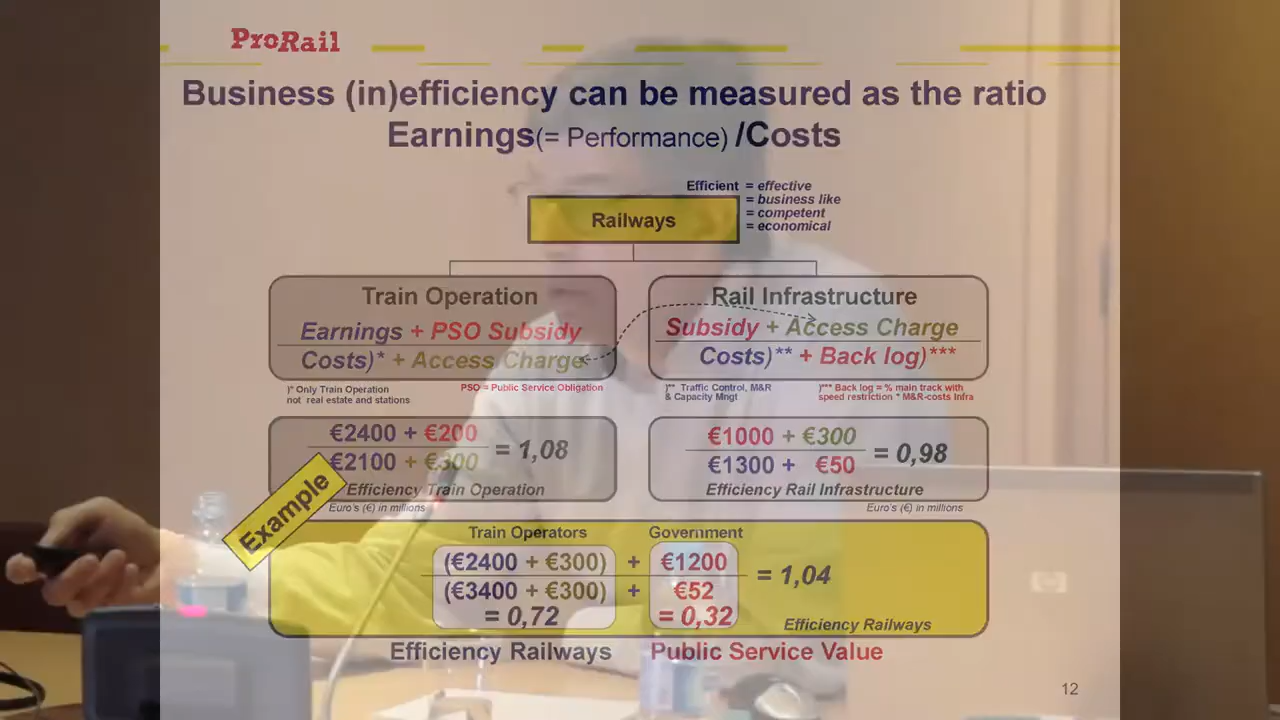 ProRail
Business (in)efficiency can be measured as the ratio
Earnings(= Performance) /Costs
Efficient = effective
= business like
= competent
= economical
Railways
Train Operation
Earnings + PSO Subsidy
Costs)* + Access Charge
)* Only Train Operation
not real estate and stations
PSO = Public Service Obligation
Rail Infrastructure
Subsidy + Access Charge
Costs)** + Back log)***
)** Traffic Control, M&R
& Capacity Mngt
)*** Back log = % main track with
speed restriction * M&R-costs Infra
€2400 + €200
€2100 + €300
= 1,08
Efficiency Train Operation
Euro's (€) in millions
€1000 + €300
€1300 + €50
= 0,98
Efficiency Rail Infrastructure
Euro's (€) in millions
Example
Train Operators
Government
(€2400 + €300) + €1200
(€3400 + €300) + €52
= 1,04
= 0,72
= 0,32
Efficiency Railways
Efficiency Railways
Public Service Value
12